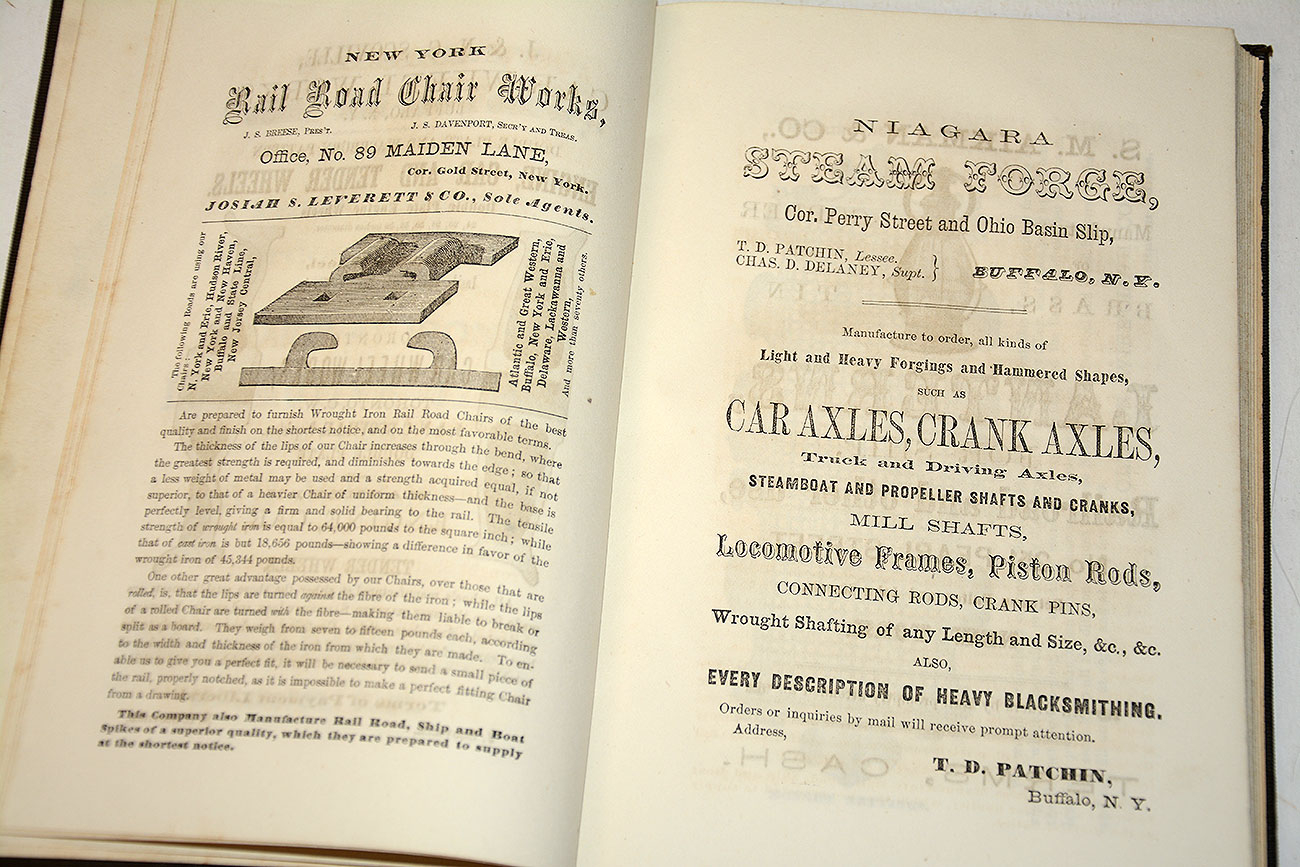 NEW YORK
Rail Road Chair Works,
J. S. BREESE, PRES'T.
J. S. DAVENPORT, SECR'Y AND TREAS.
Office, No. 89 MAIDEN LANE,
Cor. Gold Street, New York.
JOSIAH S. LEVERETT & CO., Sole Agents.
The following Roads are using our
Chairs:
N. York and Erie, Hudson River,
New York and New Haven,
Buffalo and State Line,
New Jersey Central,
Atlantic and Great Western,
Buffalo, New York and Erie,
Delaware, Lackawanna and
Western,
And more than seventy others.
Are prepared to furnish Wrought Iron Rail Road Chairs of the best
quality and finish on the shortest notice, and on the most favorable terms.
The thickness of the lips of our Chair increases through the bend, where
the greatest strength is required, and diminishes towards the edge; so that
a less weight of metal may be used and a strength acquired equal, if not
superior, to that of a heavier Chair of uniform thickness—and the base is
perfectly level, giving a firm and solid bearing to the rail. The tensile
strength of wrought iron is equal to 64,000 pounds to the square inch; while
that of cast iron is but 18,656 pounds—showing a difference in favor of the
wrought iron of 45,344 pounds.
One other great advantage possessed by our Chairs, over those that are
rolled, is, that the lips are turned against the fibre of the iron; while the lips
of a rolled Chair are turned with the fibre—making them liable to break or
split as a board. They weigh from seven to fifteen pounds each, according
to the width and thickness of the iron from which they are made. To en-
able us to give you a perfect fit, it will be necessary to send a small piece of
the rail, properly notched, as it is impossible to make a perfect fitting Chair
from a drawing.
This Company also Manufacture Rail Road, Ship and Boat
Spikes of a superior quality, which they are prepared to supply
at the shortest notice.
NIAGARA
STEAM FORGE,
Cor. Perry Street and Ohio Basin Slip,
T. D. PATCHIN, Lessee.
CHAS. D. DELANEY, Supt. }
BUFFALO, N. Y.
Manufacture to order, all kinds of
Light and Heavy Forgings and Hammered Shapes,
SUCH AS
CAR AXLES, CRANK AXLES,
Truck and Driving Axles,
STEAMBOAT AND PROPELLER SHAFTS AND CRANKS,
MILL SHAFTS,
Locomotive Frames, Piston Rods,
CONNECTING RODS, CRANK PINS,
Wrought Shafting of any Length and Size, &c., &c.
ALSO,
EVERY DESCRIPTION OF HEAVY BLACKSMITHING.
Orders or inquiries by mail will receive prompt attention.
Address,
T. D. PATCHIN,
Buffalo, N. Y.